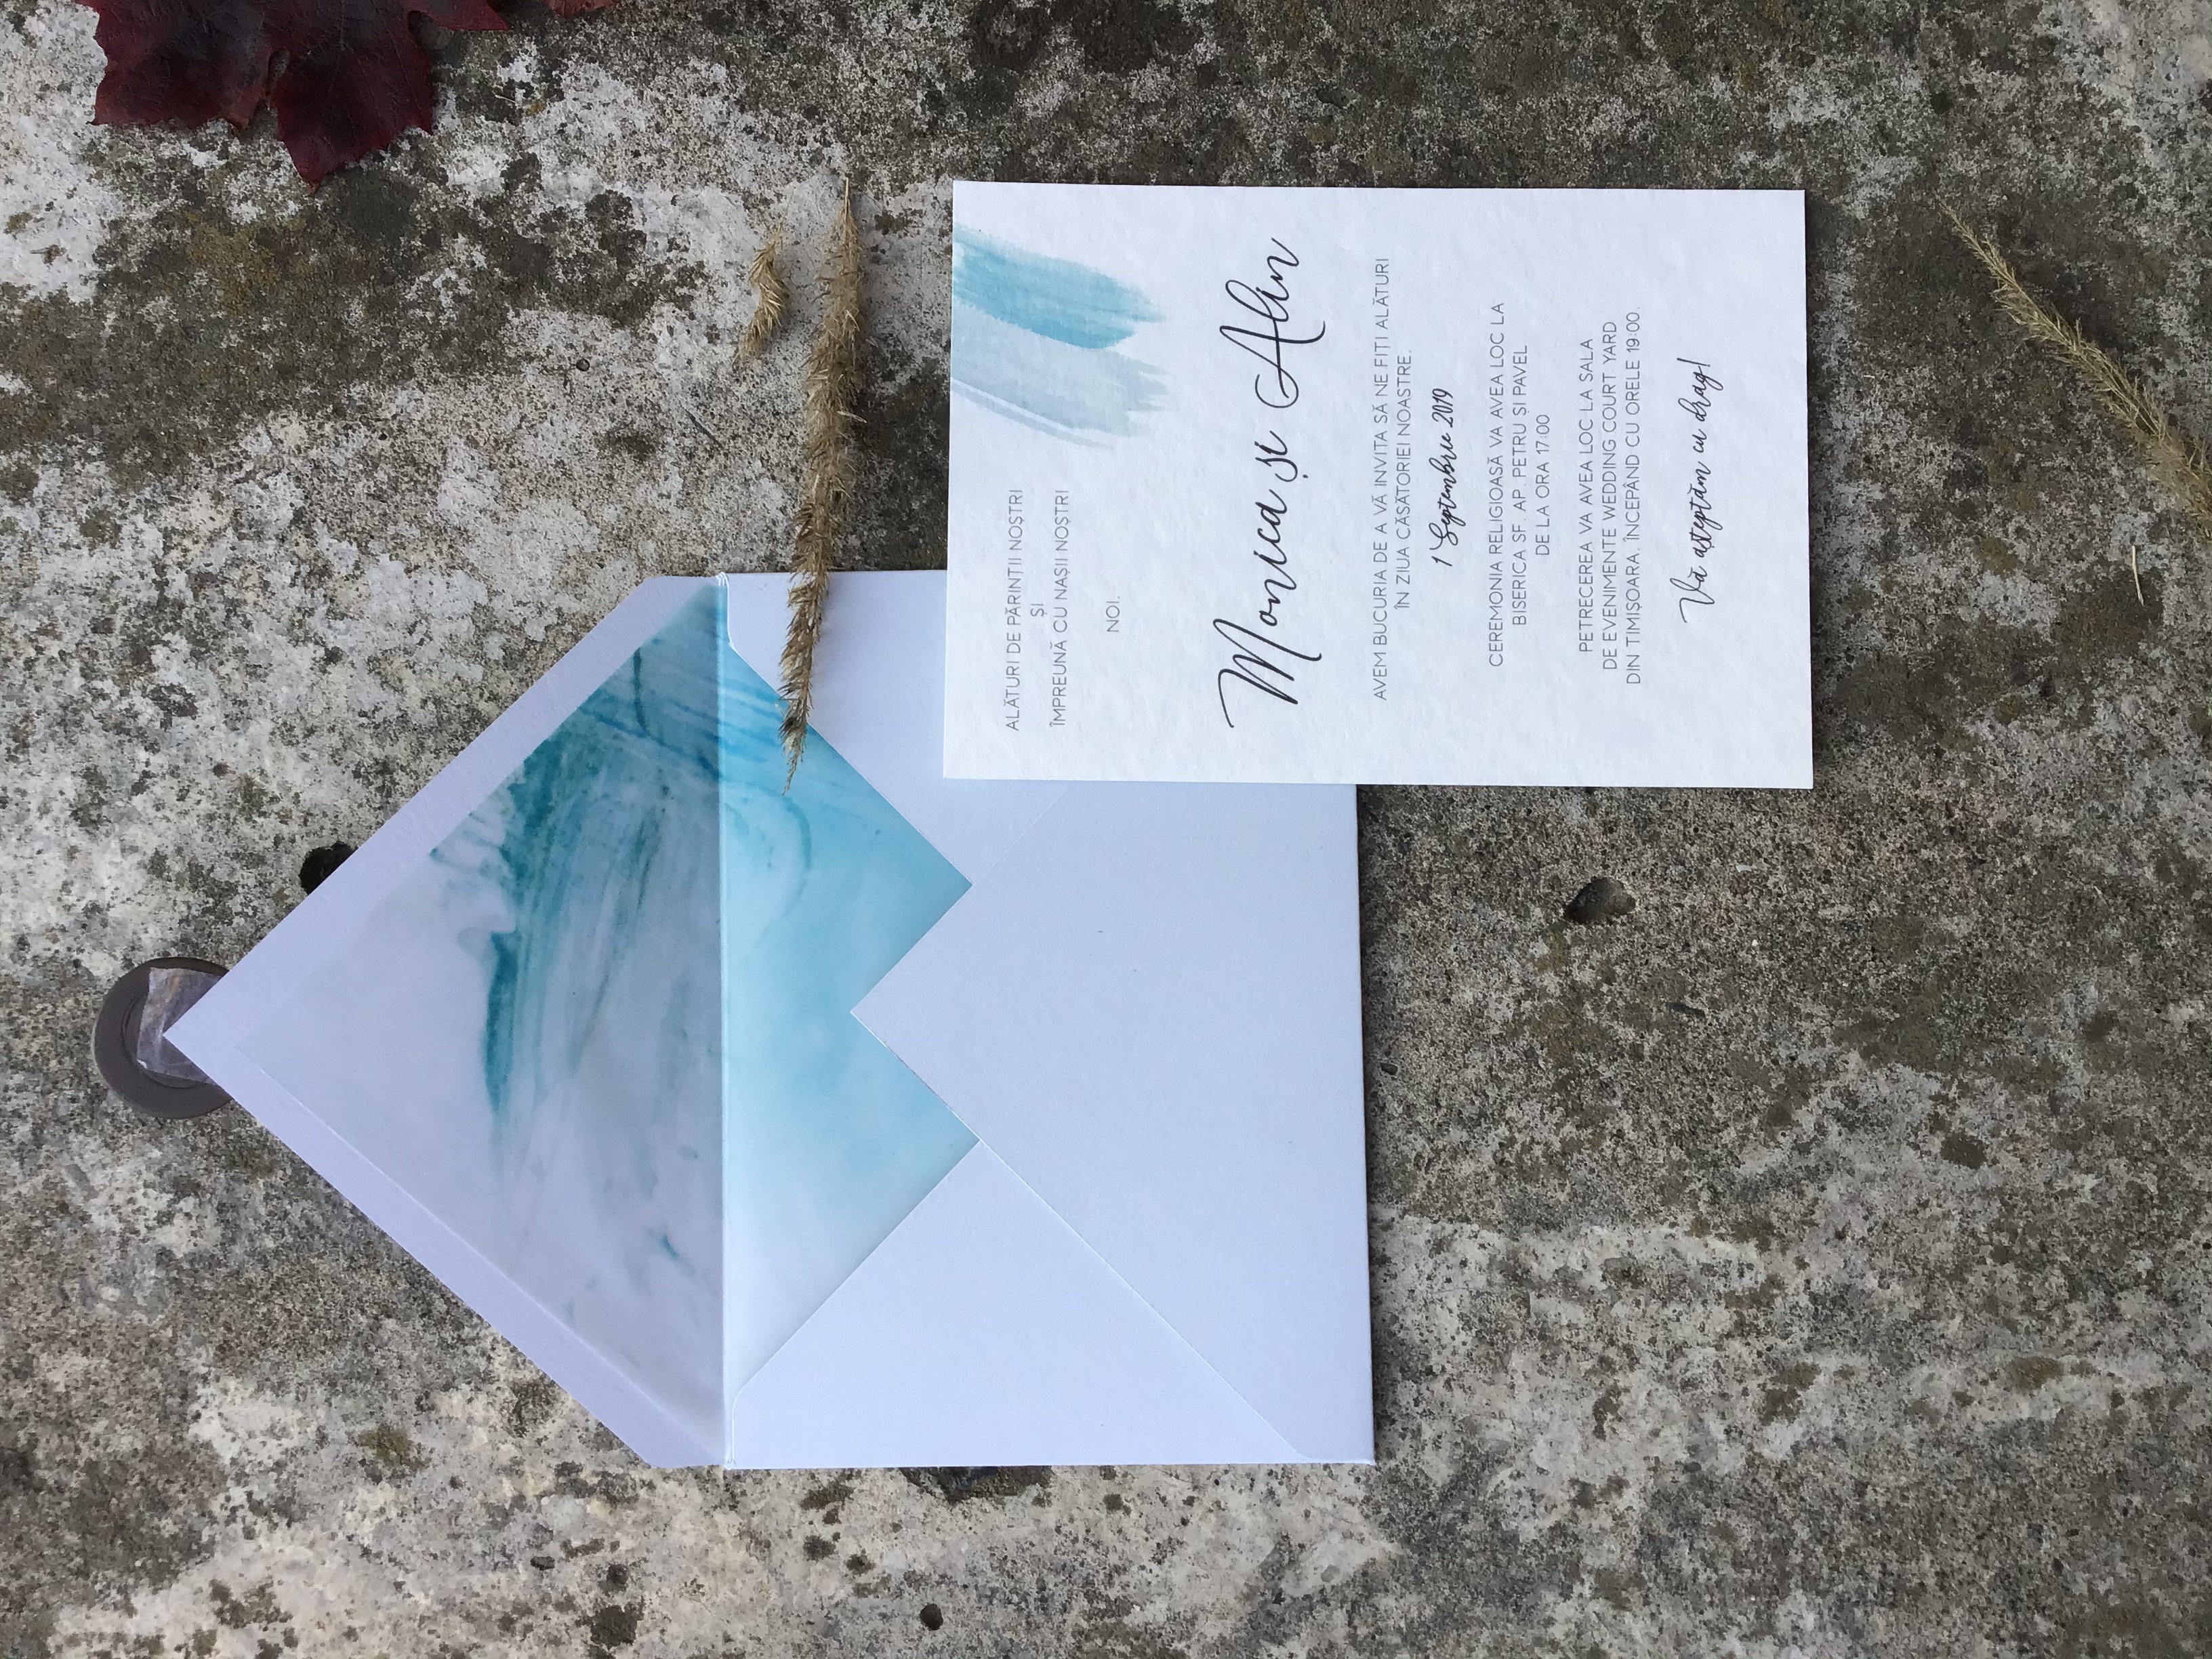 ALĂTURI DE PĂRINȚII NOȘTRI
ȘI
ÎMPREUNĂ CU NAȘII NOȘTRI
NOI,
Monica și Alin
AVEM BUCURIA DE A VĂ INVITA SĂ NE FIȚI ALĂTURI
ÎN ZIUA CĂSĂTORIEI NOASTRE,
1 Septembrie 2019
CEREMONIA RELIGIOASĂ VA AVEA LOC LA
BISERICA SF. AP. PETRU ȘI PAVEL
DE LA ORA 17:00
PETRECEREA VA AVEA LOC LA SALA
DE EVENIMENTE WEDDING COURT YARD
DIN TIMIȘOARA, ÎNCEPÂND CU ORELE 19:00.
Vă așteptăm cu drag!